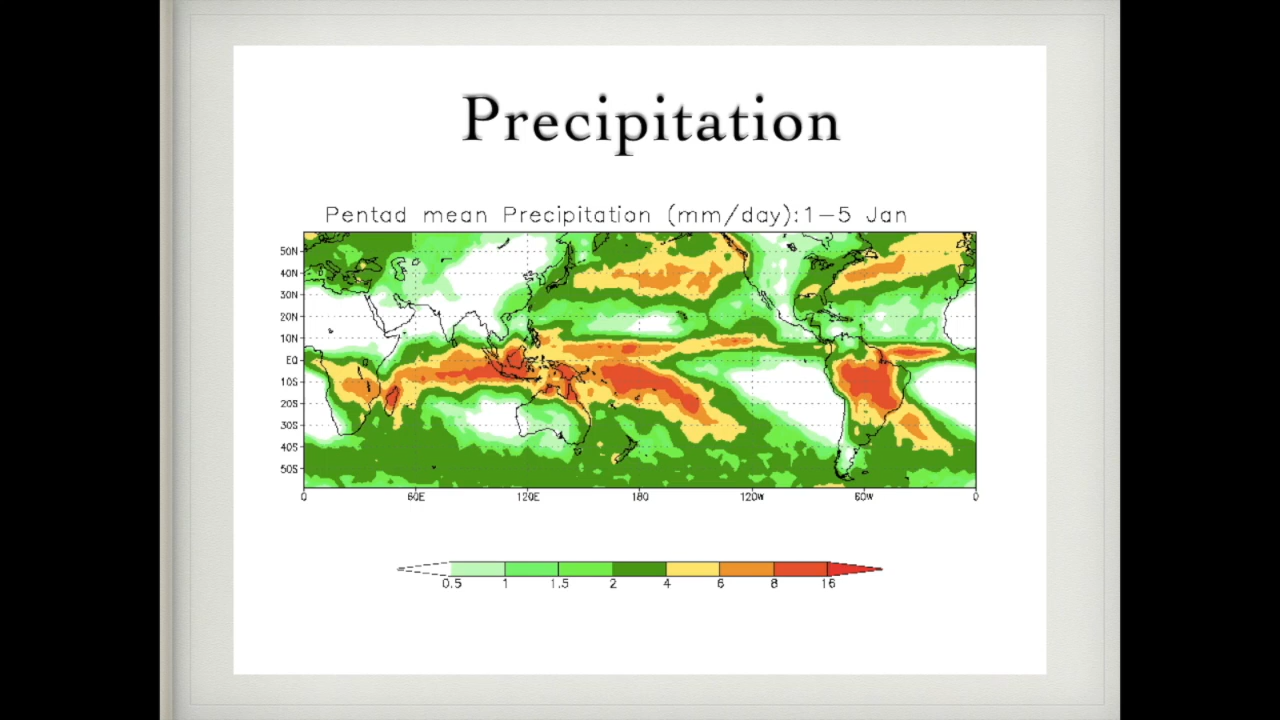 Precipitation
Pentad mean Precipitation (mm/day):1-5 Jan
50N
40N
30N
20N
10N
EQ
10S
20S
30S
40S
50S
0 60E 120E 180 120W 60W 0
0.5 1 1.5 2 4 6 8 16